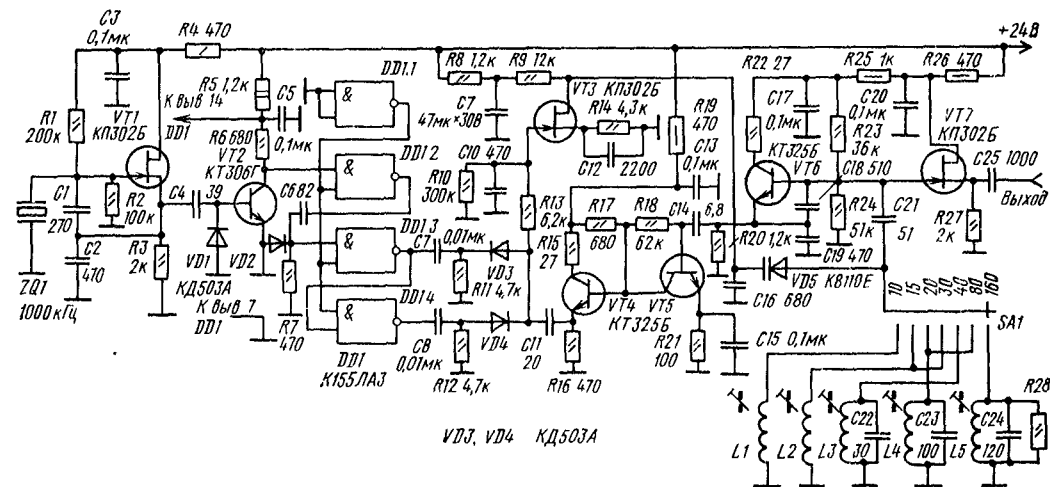 C3
0,1мк
R4 470
+24В
R1
200к
VT1
КП302Б
К выв 14
DD1
R5 1,2к
C5
0,1мк
R6 680
VT2
КТ306Г
DD1.1
&
R8 1,2к
R9 12к
C7
47мк×30В
VT3 КП302Б
R14 4,3к
C12
2200
R19
470
C13
0,1мк
R22 27
C17
0,1мк
КТ325Б
VT6
R25 1к
C20
0,1мк
R23
36к
R26 470
VT7
КП302Б
C25 1000
Выход
C18 510
R24
51к
C21
51
R27
2к
C1
270
C2
470
ZQ1
1000кГц
R2
100к
R3
2к
C4
39
VD1
VD2
КД503А
К выв 7
DD1
C6 82
R7
470
DD1 2
&
DD1 3
&
DD1 4
&
DD1
К155ЛА3
C10 470
R10
300к
R13
6,2к
C7 0,01мк
VD3
R11 4,7к
C8
0,01мк
VD4
R12 4,7к
C11
20
R15
27
R16 470
R17
680
R18
62к
C14
6,8
VT4
VT5
КТ325Б
R20 1,2к
C19 470
VD5
КВ110Е
C16 680
R21
100
C15 0,1мк
10
15
20
30
40
80
160
SA1
L1
L2
L3
C22
30
L4
C23
100
L5
C24
120
R28
VD3, VD4 КД503А